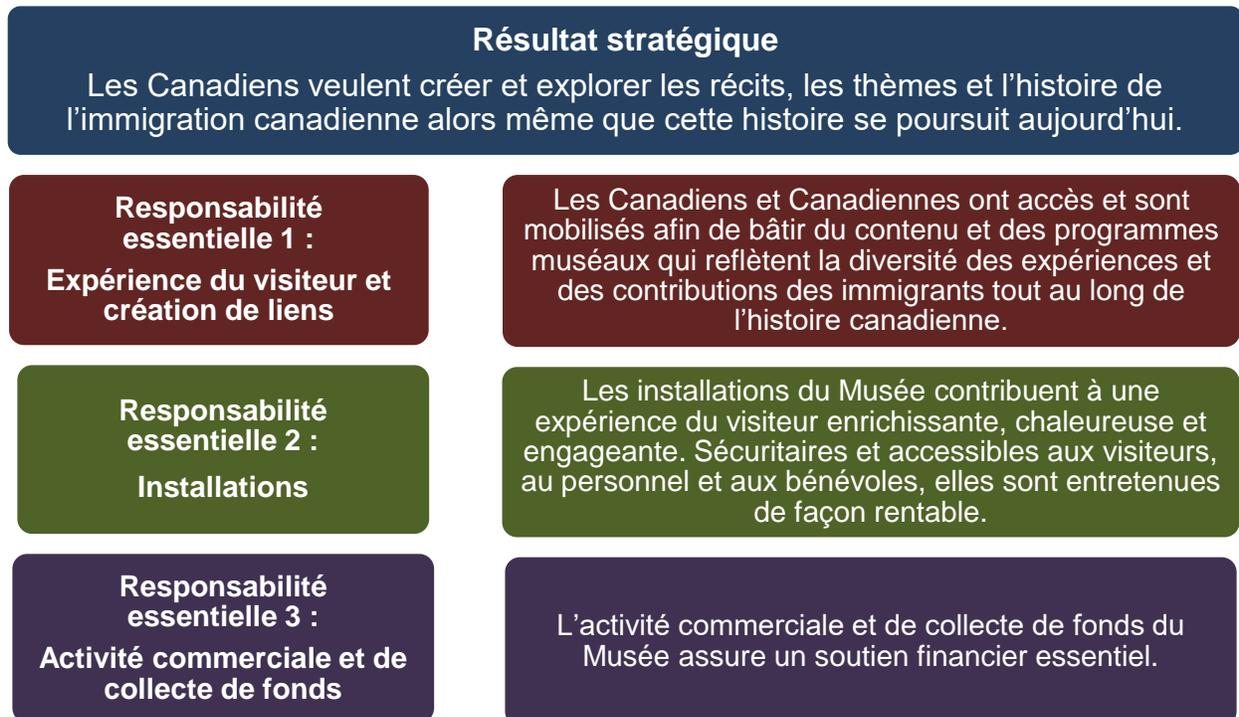 Résultat stratégique
Les Canadiens veulent créer et explorer les récits, les thèmes et l’histoire de
l’immigration canadienne alors même que cette histoire se poursuit aujourd’hui.
Responsabilité
essentielle 1 :
Expérience du visiteur et
création de liens
Les Canadiens et Canadiennes ont accès et sont
mobilisés afin de bâtir du contenu et des programmes
muséaux qui reflètent la diversité des expériences et
des contributions des immigrants tout au long de
l’histoire canadienne.
Responsabilité
essentielle 2 :
Installations
Les installations du Musée contribuent à une
expérience du visiteur enrichissante, chaleureuse et
engageante. Sécuritaires et accessibles aux visiteurs,
au personnel et aux bénévoles, elles sont entretenues
de façon rentable.
Responsabilité
essentielle 3 :
Activité commerciale et de
collecte de fonds
L’activité commerciale et de collecte de fonds du
Musée assure un soutien financier essentiel.